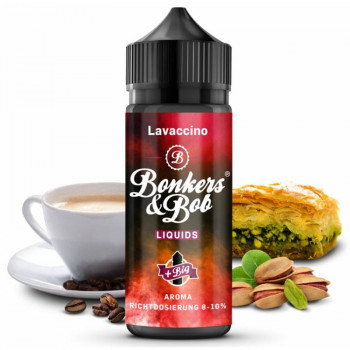 Lavaccino
B
Bonkers®
&Bob
LIQUIDS
+Big
AROMA
RICHTDOSIERUNG 8-10%